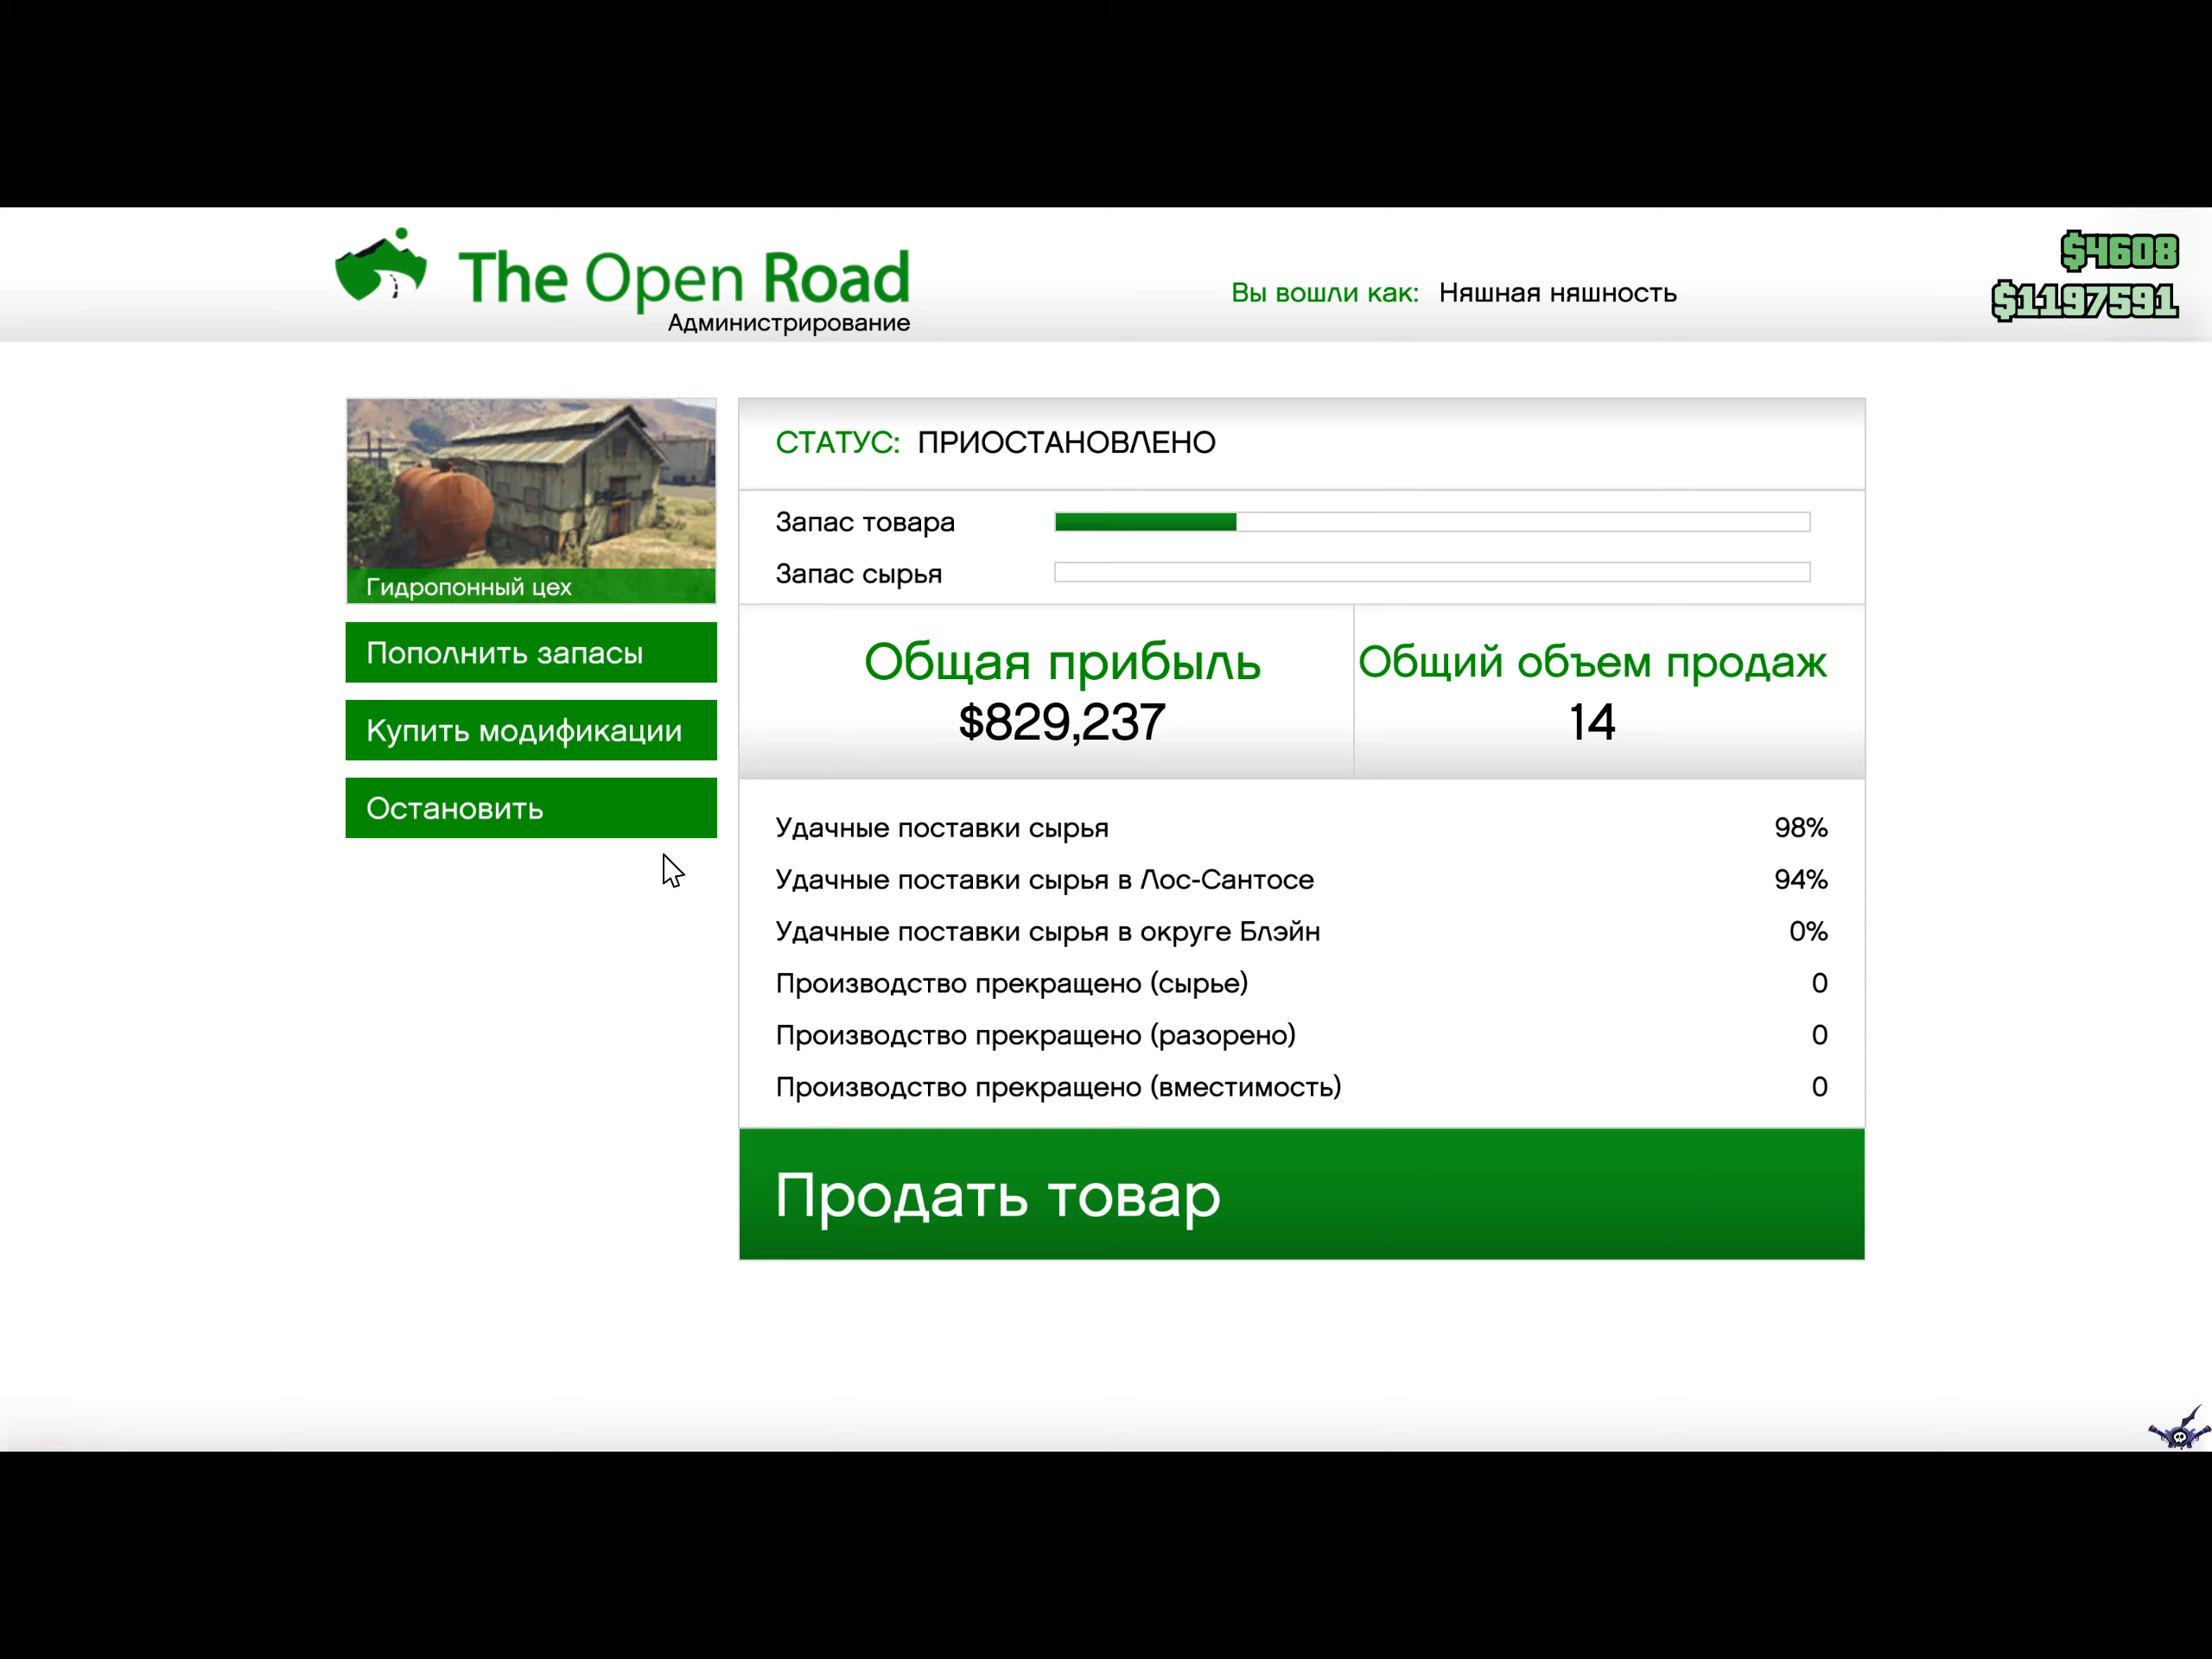 The Open Road
Администрирование
Вы вошли как: Няшная няшность
$4608
$1197591
Гидропонный цех
Пополнить запасы
Купить модификации
Остановить
СТАТУС: ПРИОСТАНОВЛЕНО
Запас товара
Запас сырья
Общая прибыль
$829,237
Общий объем продаж
14
Удачные поставки сырья 98%
Удачные поставки сырья в Лос-Сантосе 94%
Удачные поставки сырья в округе Блэйн 0%
Производство прекращено (сырье) 0
Производство прекращено (разорено) 0
Производство прекращено (вместимость) 0
Продать товар